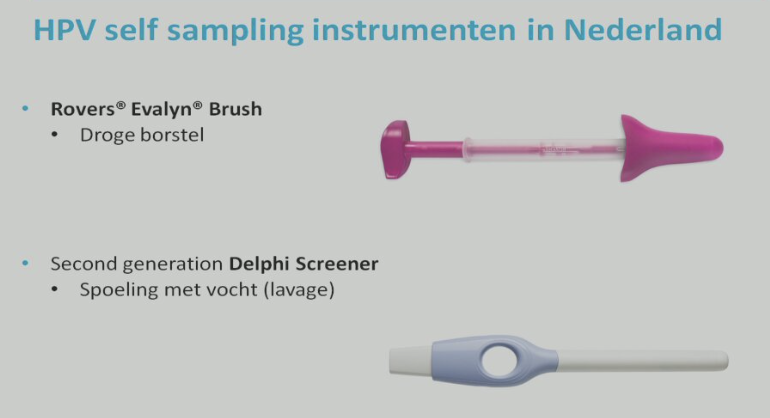 HPV self sampling instrumenten in Nederland
• Rovers® Evalyn® Brush
• Droge borstel
• Second generation Delphi Screener
• Spoeling met vocht (lavage)